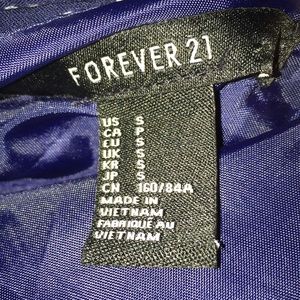 FOREVER 21
US S
CA P
EU S
UK S
KR S
JP S
CN 160/84A
MADE IN
VIETNAM
FABRIQUÉ AU
VIETNAM